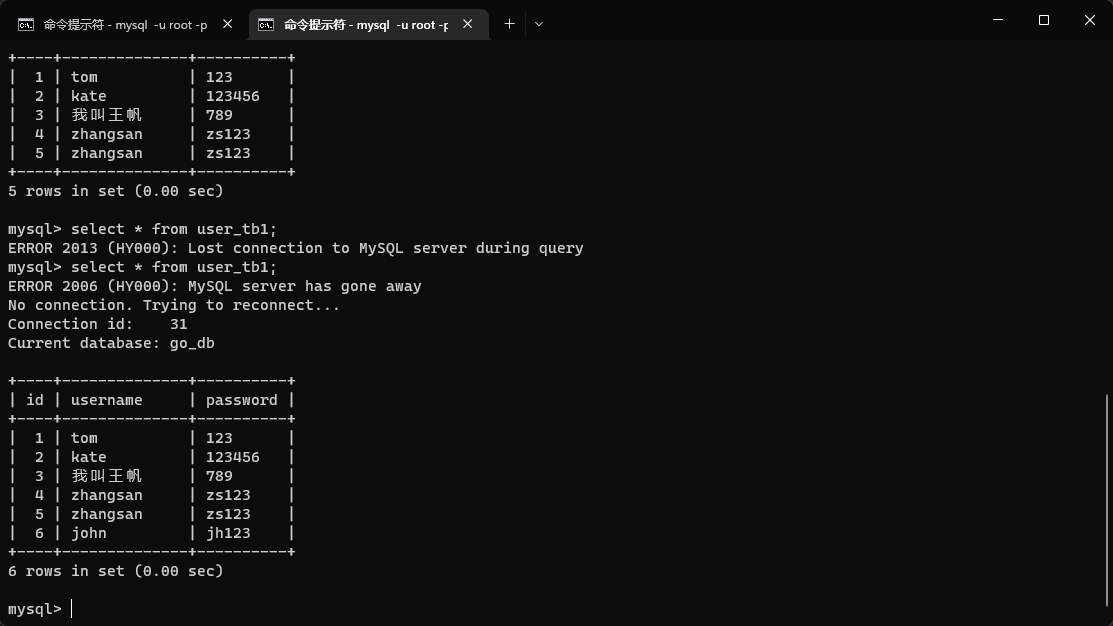 命令提示符 - mysql  -u root -p
命令提示符 - mysql  -u root -p
+----+--------------+----------+
|  1 | tom          | 123      |
|  2 | kate         | 123456   |
|  3 | 我叫王帆     | 789      |
|  4 | zhangsan     | zs123    |
|  5 | zhangsan     | zs123    |
+----+--------------+----------+
5 rows in set (0.00 sec)
mysql> select * from user_tb1;
ERROR 2013 (HY000): Lost connection to MySQL server during query
mysql> select * from user_tb1;
ERROR 2006 (HY000): MySQL server has gone away
No connection. Trying to reconnect...
Connection id:    31
Current database: go_db
+----+--------------+----------+
| id | username     | password |
+----+--------------+----------+
|  1 | tom          | 123      |
|  2 | kate         | 123456   |
|  3 | 我叫王帆     | 789      |
|  4 | zhangsan     | zs123    |
|  5 | zhangsan     | zs123    |
|  6 | john         | jh123    |
+----+--------------+----------+
6 rows in set (0.00 sec)
mysql>